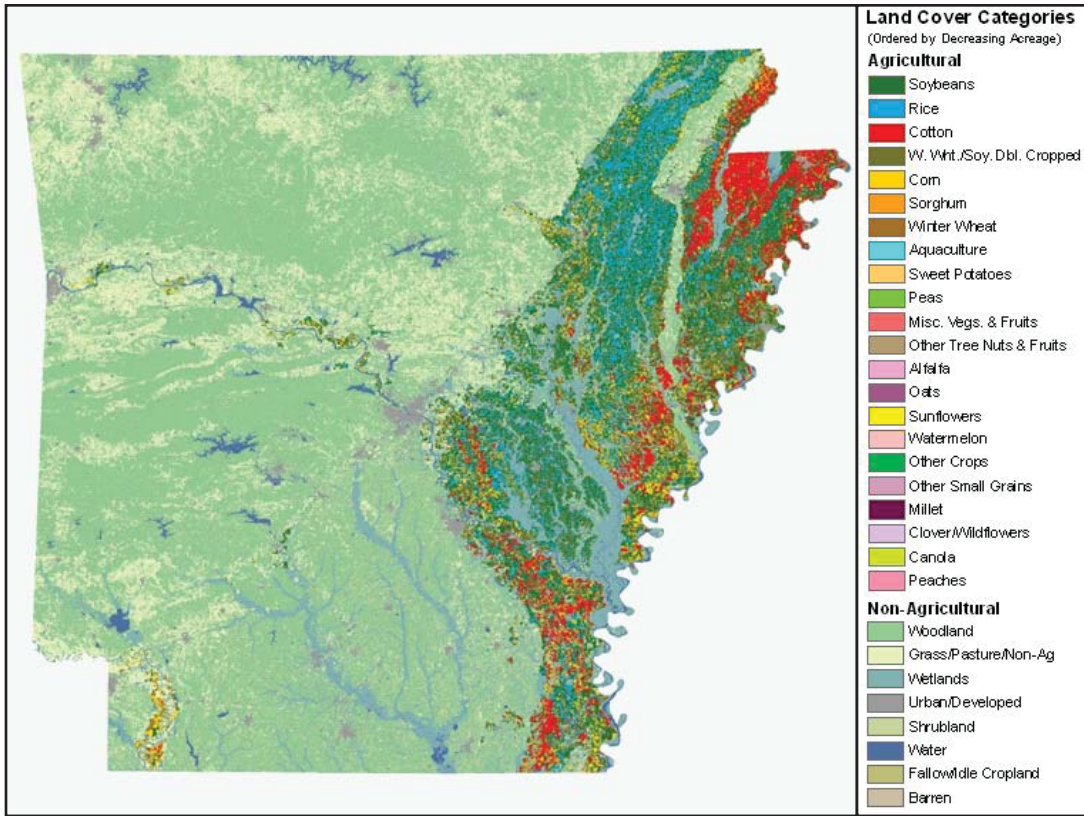 Land Cover Categories
(Ordered by Decreasing Acreage)
Agricultural
Soybeans
Rice
Cotton
W. Wht./Soy. Dbl. Cropped
Corn
Sorghum
Winter Wheat
Aquaculture
Sweet Potatoes
Peas
Misc. Vegs. & Fruits
Other Tree Nuts & Fruits
Alfalfa
Oats
Sunflowers
Watermelon
Other Crops
Other Small Grains
Millet
Clover/Wildflowers
Canola
Peaches
Non-Agricultural
Woodland
Grass/Pasture/Non-Ag
Wetlands
Urban/Developed
Shrubland
Water
Fallow/Idle Cropland
Barren